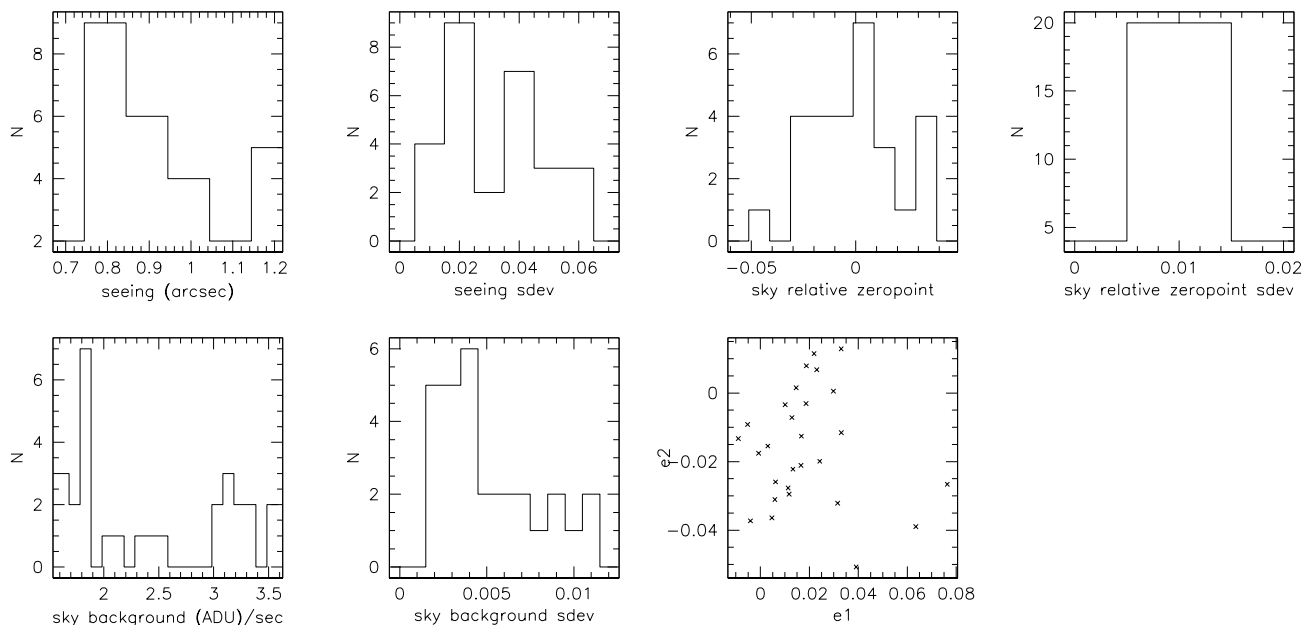 N
8
6
4
2
0.7 0.8 0.9 1 1.1 1.2
seeing (arcsec)
N
8
6
4
2
0
0 0.02 0.04 0.06
seeing sdev
N
6
4
2
0
−0.05 0
sky relative zeropoint
N
20
15
10
5
0 0.01 0.02
sky relative zeropoint sdev
N
6
4
2
0
2 2.5 3 3.5
sky background (ADU)/sec
N
6
4
2
0
0 0.005 0.01
sky background sdev
e2
0
−0.02
−0.04
0 0.02 0.04 0.06 0.08
e1